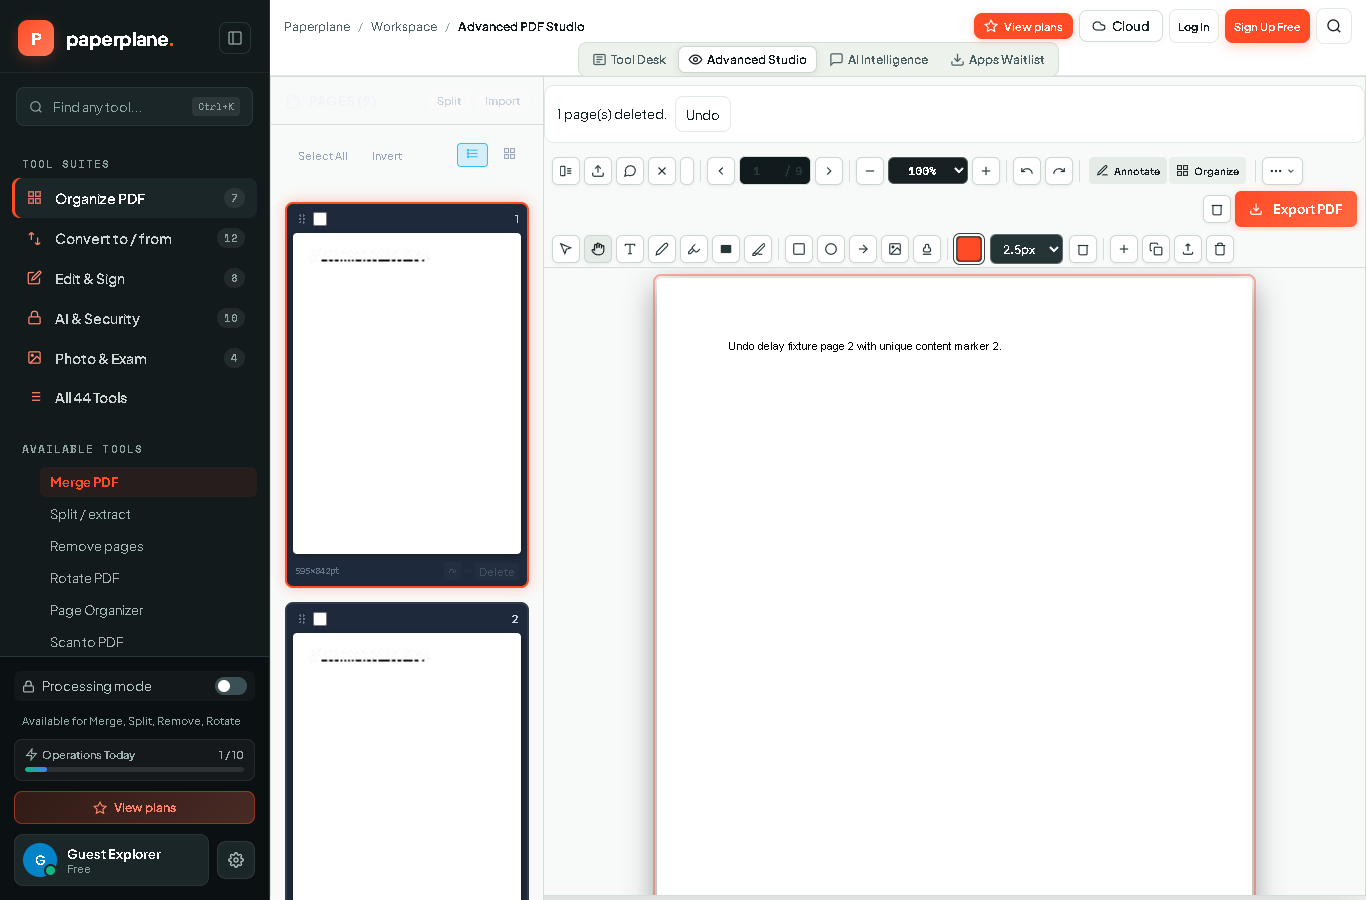 P paperplane.
Find any tool... Ctrl+K
TOOL SUITES
Organize PDF 7
Convert to / from 12
Edit & Sign 8
AI & Security 10
Photo & Exam 4
All 44 Tools
AVAILABLE TOOLS
Merge PDF
Split / extract
Remove pages
Rotate PDF
Page Organizer
Scan to PDF
Processing mode
Available for Merge, Split, Remove, Rotate
Operations Today 1 / 10
View plans
G Guest Explorer
Free
Paperplane / Workspace / Advanced PDF Studio
View plans Cloud Log In Sign Up Free
Tool Desk Advanced Studio AI Intelligence Apps Waitlist
PAGES (9) Split Import
Select All Invert
1
595×842pt Delete
2
1 page(s) deleted. Undo
1 / 9 100% Annotate Organize
Export PDF
2.5px
Undo delay fixture page 2 with unique content marker 2.